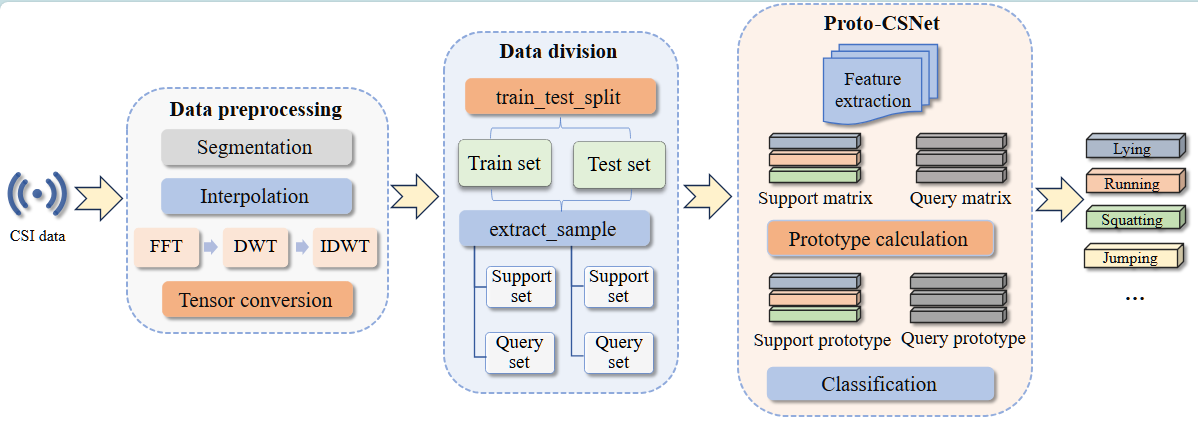 CSI data
Data preprocessing
Segmentation
Interpolation
FFT
DWT
IDWT
Tensor conversion
Data division
train_test_split
Train set
Test set
extract_sample
Support
set
Support
set
Query
set
Query
set
Proto-CSNet
Feature
extraction
Support matrix
Query matrix
Prototype calculation
Support prototype
Query prototype
Classification
Lying
Running
Squatting
Jumping
...